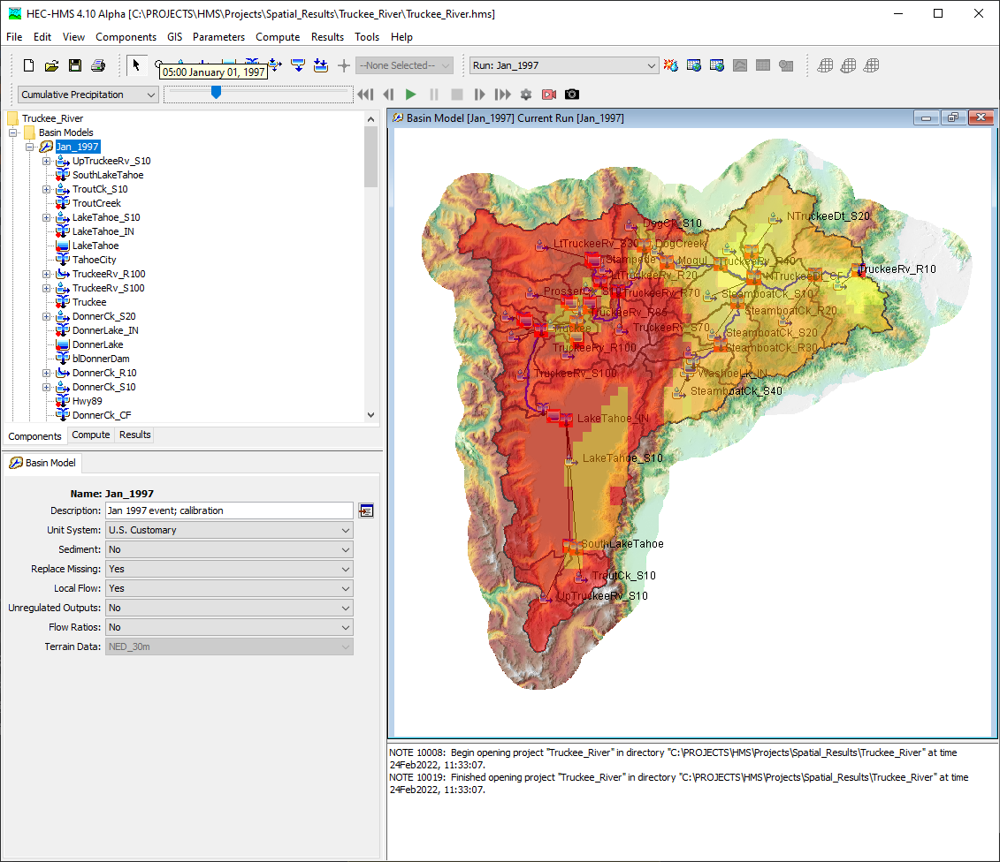 HEC-HMS 4.10 Alpha [C:\PROJECTS\HMS\Projects\Spatial_Results\Truckee_River\Truckee_River.hms]
File Edit View Components GIS Parameters Compute Results Tools Help
--None Selected-- Run: Jan_1997
05:00 January 01, 1997
Cumulative Precipitation
Truckee_River
Basin Models
Jan_1997
UpTruckeeRv_S10
SouthLakeTahoe
TroutCk_S10
TroutCreek
LakeTahoe_S10
LakeTahoe_IN
LakeTahoe
TahoeCity
TruckeeRv_R100
TruckeeRv_S100
Truckee
DonnerCk_S20
DonnerLake_IN
DonnerLake
blDonnerDam
DonnerCk_R10
DonnerCk_S10
Hwy89
DonnerCk_CF
Components Compute Results
Basin Model
Name: Jan_1997
Description: Jan 1997 event; calibration
Unit System: U.S. Customary
Sediment: No
Replace Missing: Yes
Local Flow: Yes
Unregulated Outputs: No
Flow Ratios: No
Terrain Data: NED_30m
Basin Model [Jan_1997] Current Run [Jan_1997]
NTruckeeDt_S20
DogCk_S10
LtTruckeeRv_S30
DogCreek
Stampede
Mogul
TruckeeRv_R40
TruckeeRv_R10
LtTruckeeRv_R20
NTruckeeDt_CF
ProsserCk_S10
TruckeeRv_R70
SteamboatCk_S10
TruckeeRv_R85
SteamboatCk_R20
Truckee
TruckeeRv_S70
SteamboatCk_S20
TruckeeRv_R100
SteamboatCk_R30
TruckeeRv_S100
WashoeLk_IN
SteamboatCk_S40
LakeTahoe_IN
LakeTahoe_S10
SouthLakeTahoe
TroutCk_S10
UpTruckeeRv_S10
NOTE 10008: Begin opening project "Truckee_River" in directory "C:\PROJECTS\HMS\Projects\Spatial_Results\Truckee_River" at time
24Feb2022, 11:33:07.
NOTE 10019: Finished opening project "Truckee_River" in directory "C:\PROJECTS\HMS\Projects\Spatial_Results\Truckee_River" at time
24Feb2022, 11:33:07.